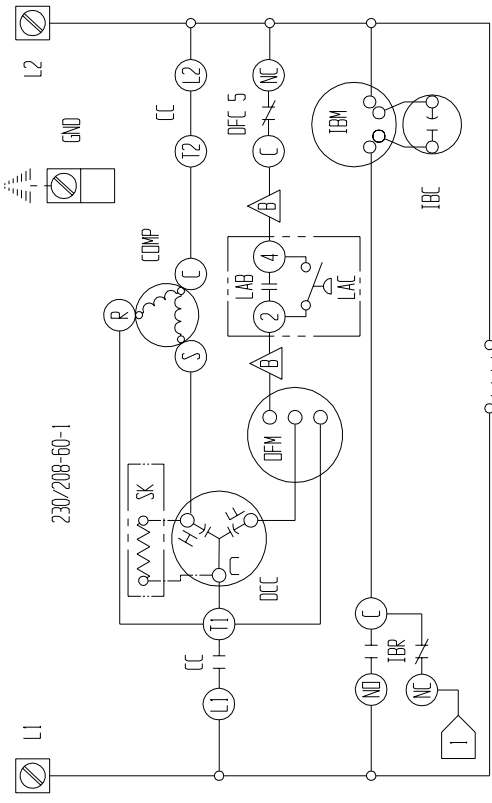 L1
L2
230/208-60-1
GND
R
SK
COMP
CC
H
S
C
T2
L2
CC
L1
T1
C
F
DCC
LAB
DFC 5
DFM
B
2
4
B
C
NC
LAC
IBM
NO
C
IBR
NC
IBC
1